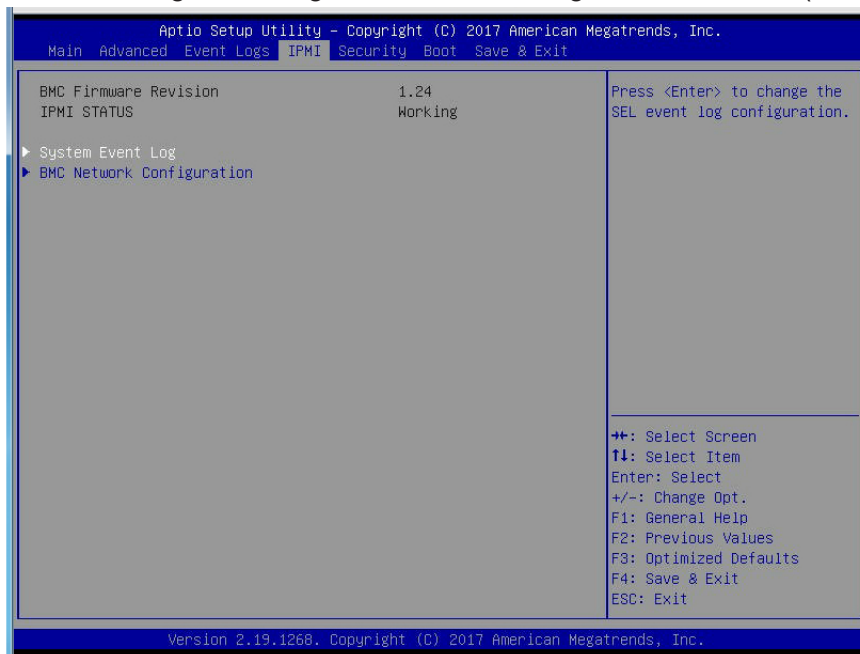 Aptio Setup Utility – Copyright (C) 2017 American Megatrends, Inc.
Main Advanced Event Logs IPMI Security Boot Save & Exit
BMC Firmware Revision 1.24
IPMI STATUS Working
▶ System Event Log
▶ BMC Network Configuration
Press <Enter> to change the
SEL event log configuration.
→←: Select Screen
↑↓: Select Item
Enter: Select
+/-: Change Opt.
F1: General Help
F2: Previous Values
F3: Optimized Defaults
F4: Save & Exit
ESC: Exit
Version 2.19.1268. Copyright (C) 2017 American Megatrends, Inc.